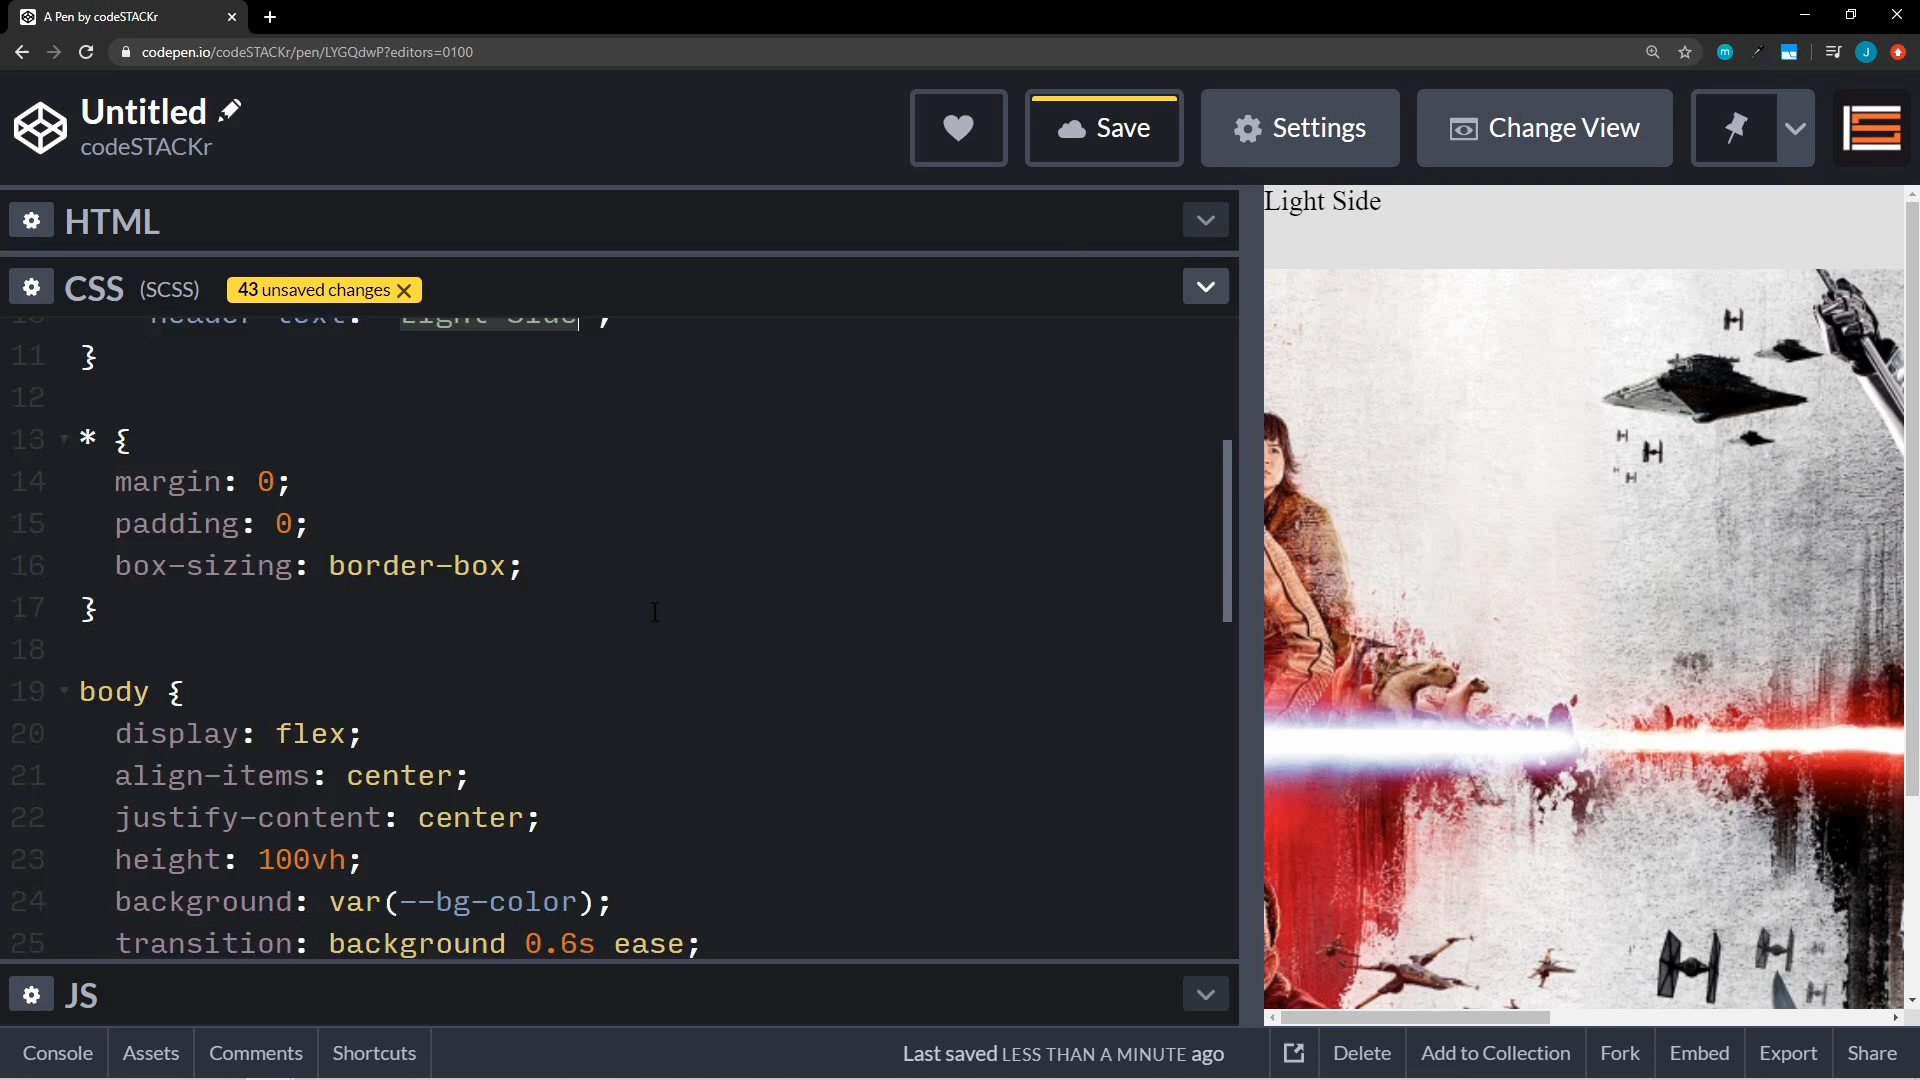 A Pen by codeSTACKr
codepen.io/codeSTACKr/pen/LYGQdwP?editors=0100
m
J
Untitled
codeSTACKr
Save
Settings
Change View
HTML
CSS (SCSS) 43 unsaved changes
11 }
12
13 * {
14 margin: 0;
15 padding: 0;
16 box-sizing: border-box;
17 }
18
19 body {
20 display: flex;
21 align-items: center;
22 justify-content: center;
23 height: 100vh;
24 background: var(--bg-color);
25 transition: background 0.6s ease;
JS
Light Side
Console Assets Comments Shortcuts Last saved LESS THAN A MINUTE ago Delete Add to Collection Fork Embed Export Share